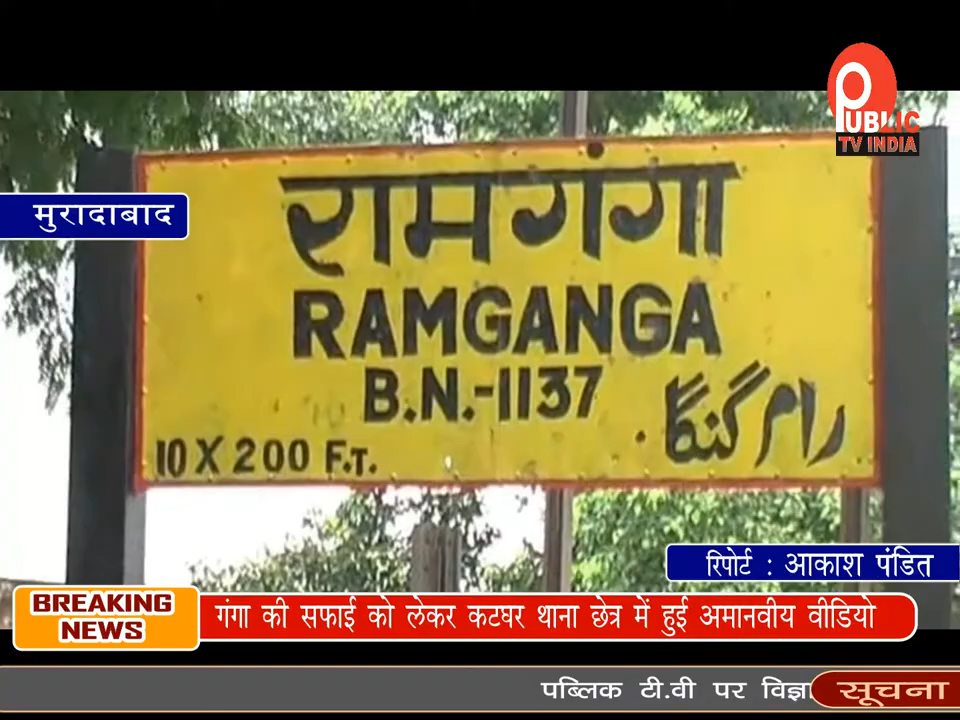 PUBLIC
TV INDIA
मुरादाबाद
रामगंगा
RAMGANGA
B.N.-1137
رام گنگا
10 X 200 F.T.
रिपोर्ट : आकाश पंडित
BREAKING
NEWS
गंगा की सफाई को लेकर कटघर थाना छेत्र में हुई अमानवीय वीडियो
पब्लिक टी.वी पर
सूचना